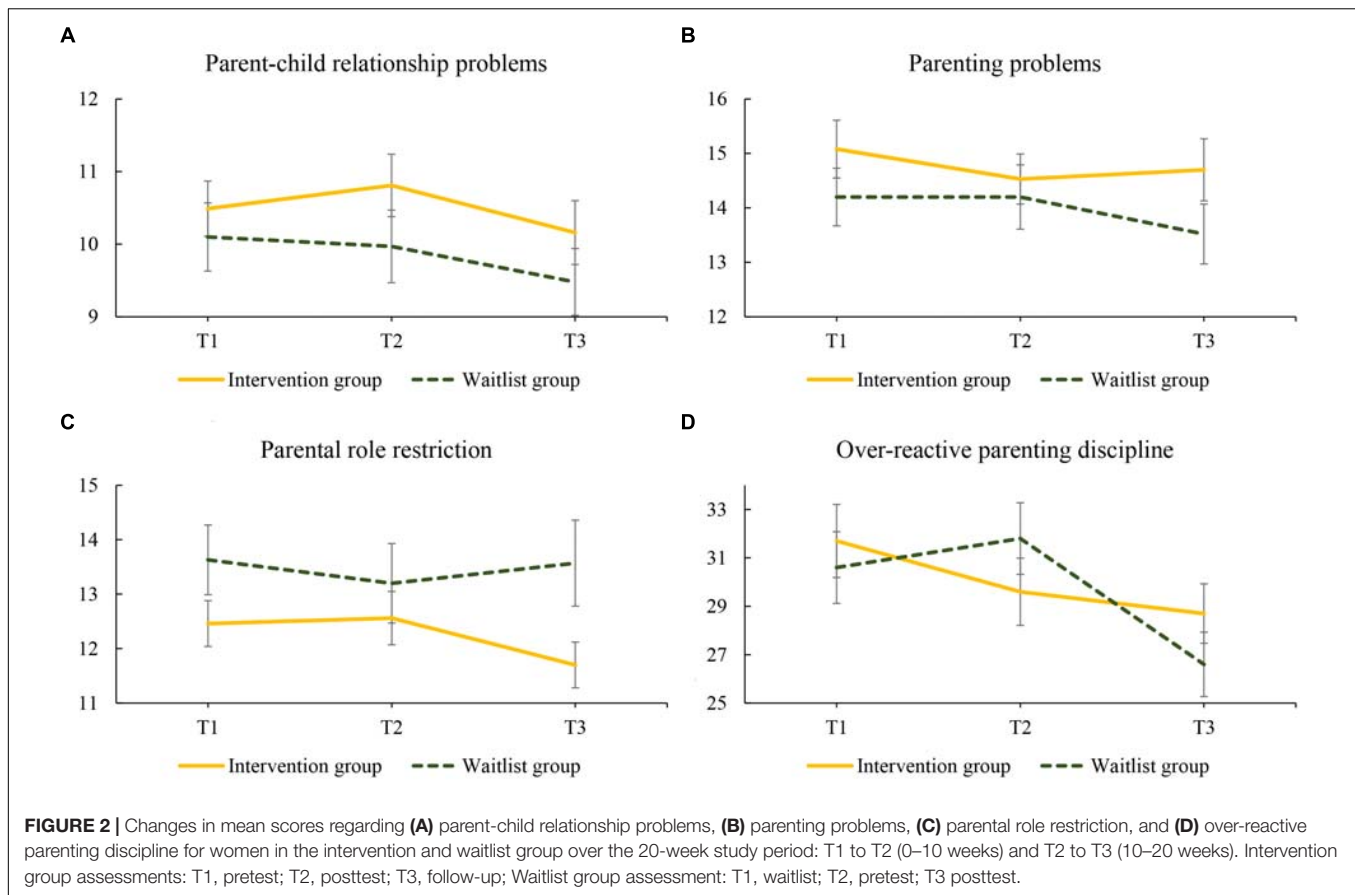 A
Parent-child relationship problems
12
11
10
9
T1 T2 T3
Intervention group Waitlist group
B
Parenting problems
16
15
14
13
12
T1 T2 T3
Intervention group Waitlist group
C
Parental role restriction
15
14
13
12
11
T1 T2 T3
Intervention group Waitlist group
D
Over-reactive parenting discipline
33
31
29
27
25
T1 T2 T3
Intervention group Waitlist group
FIGURE 2 | Changes in mean scores regarding (A) parent-child relationship problems, (B) parenting problems, (C) parental role restriction, and (D) over-reactive
parenting discipline for women in the intervention and waitlist group over the 20-week study period: T1 to T2 (0–10 weeks) and T2 to T3 (10–20 weeks). Intervention
group assessments: T1, pretest; T2, posttest; T3, follow-up; Waitlist group assessment: T1, waitlist; T2, pretest; T3 posttest.